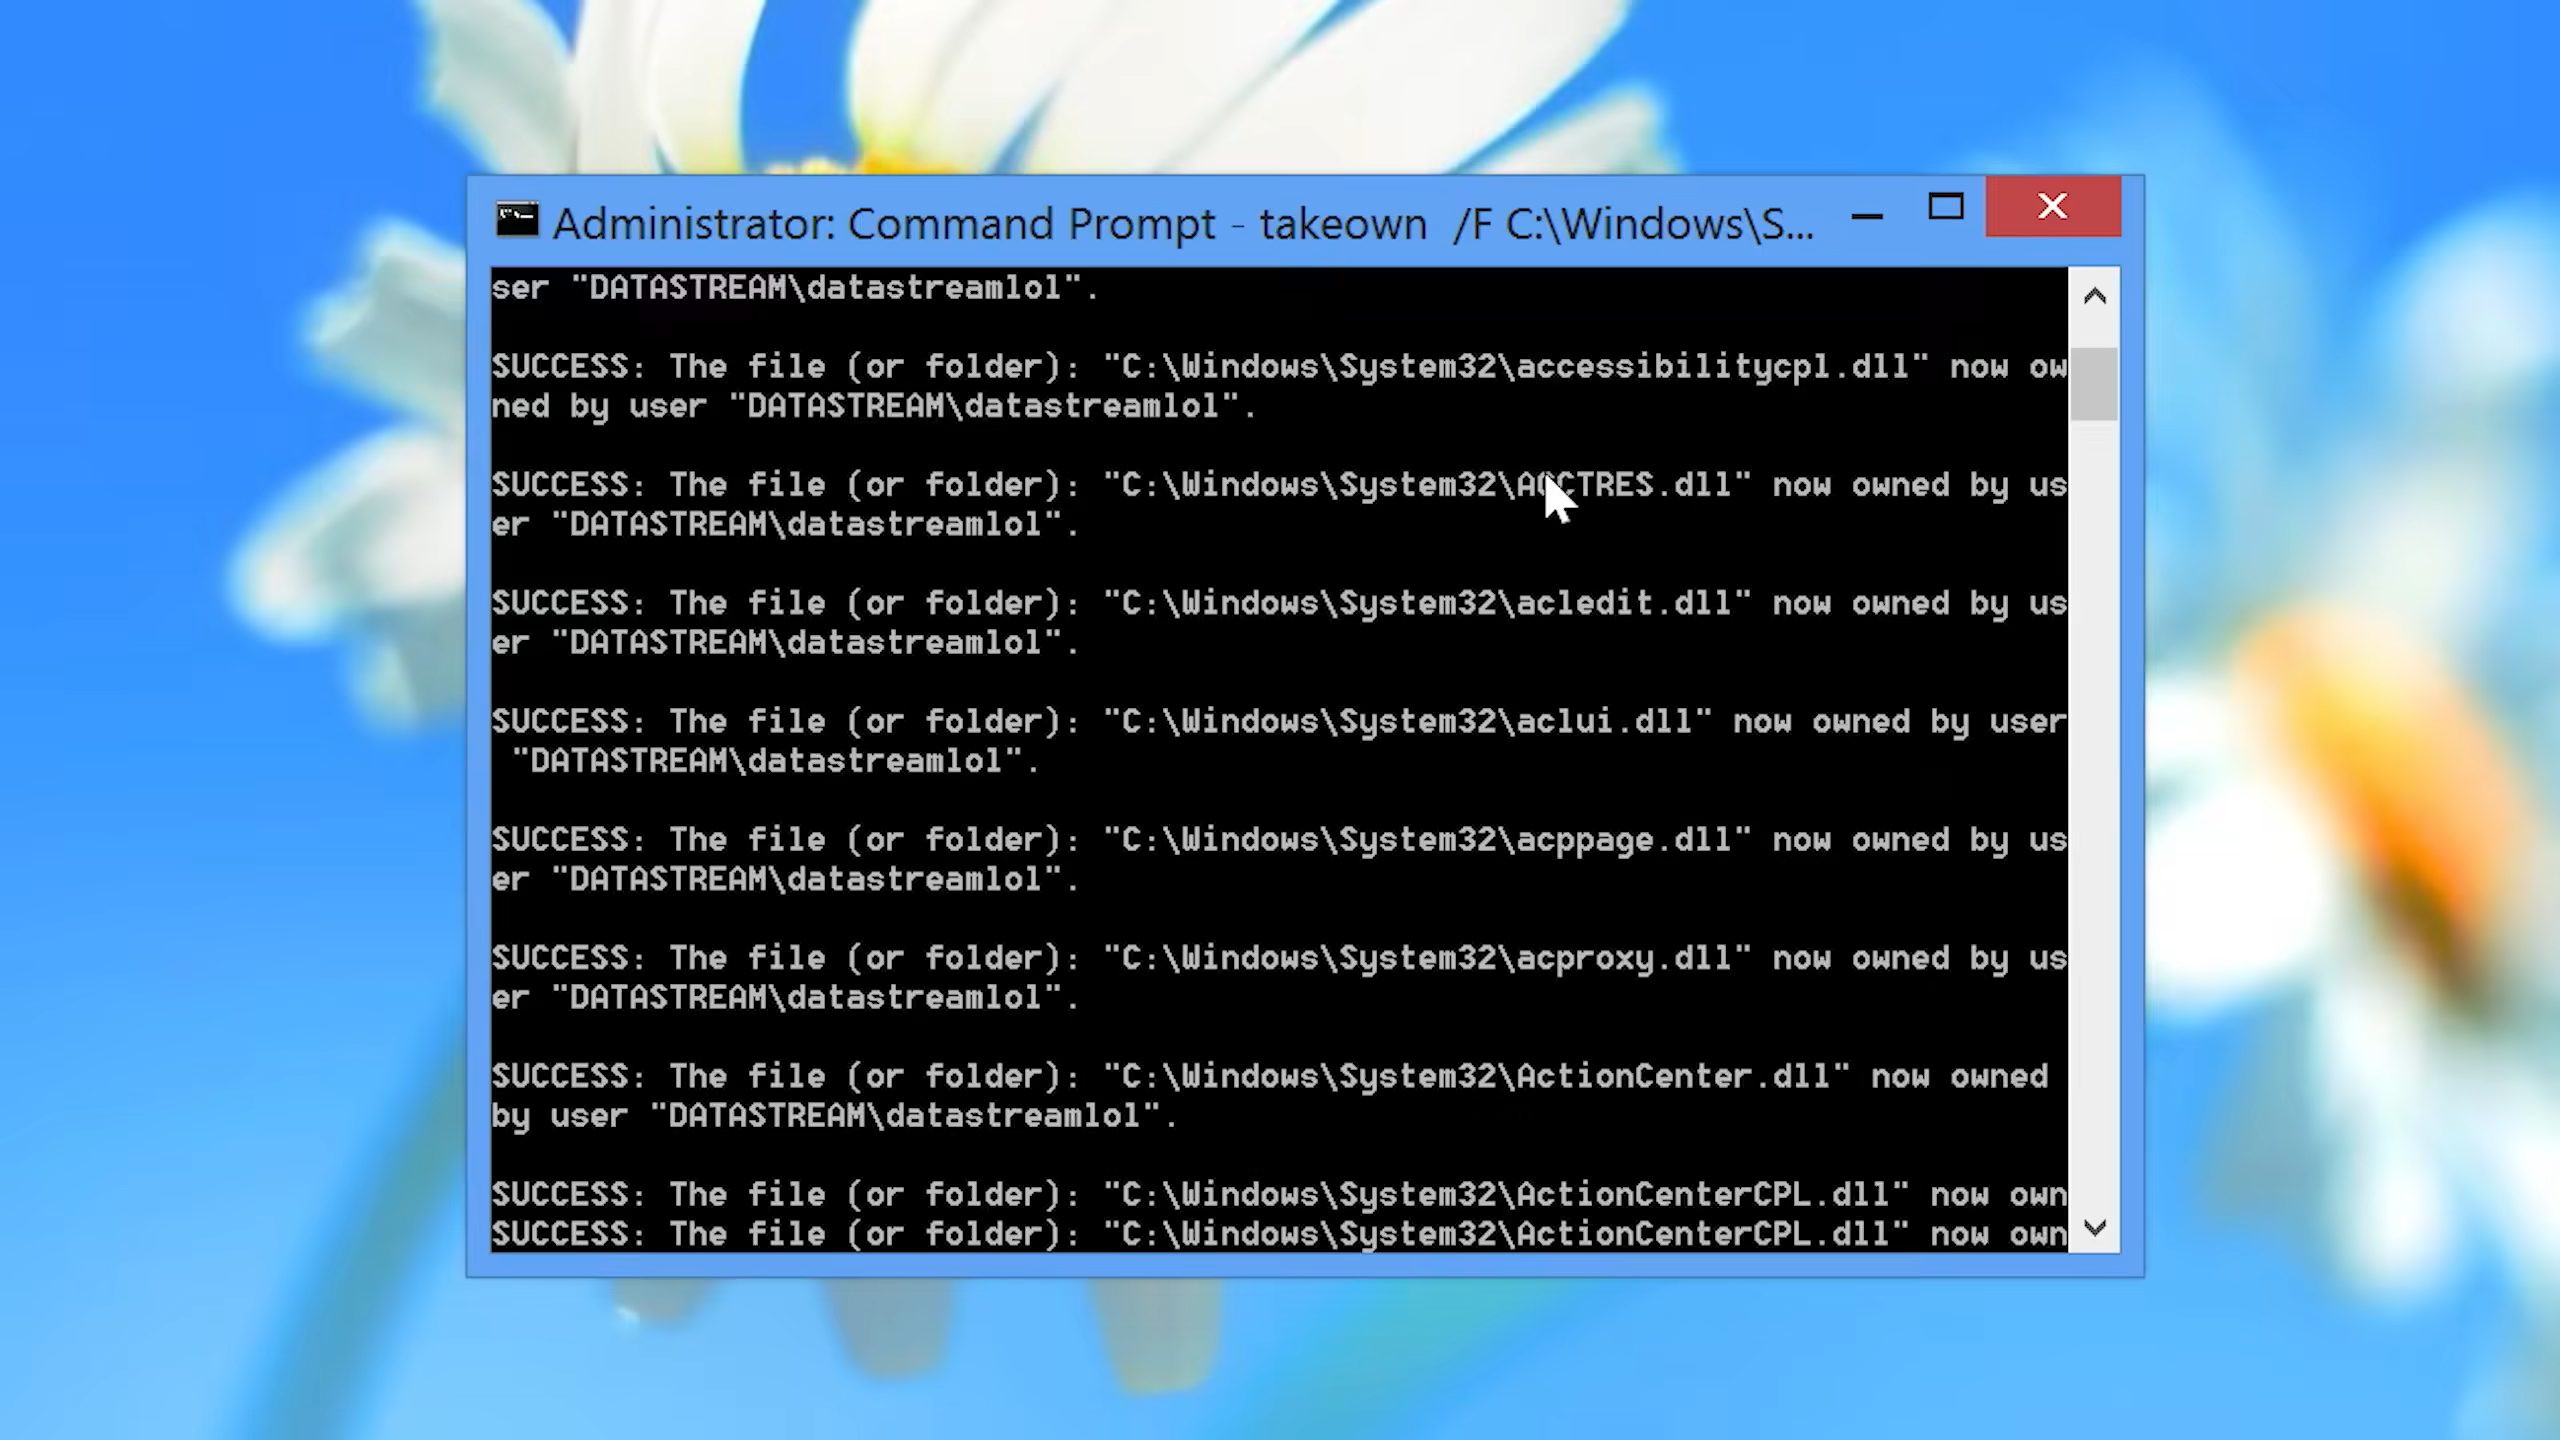 Administrator: Command Prompt - takeown  /F C:\Windows\S...
ser "DATASTREAM\datastreamlol".
SUCCESS: The file (or folder): "C:\Windows\System32\accessibilitycpl.dll" now ow
ned by user "DATASTREAM\datastreamlol".
SUCCESS: The file (or folder): "C:\Windows\System32\ACCTRES.dll" now owned by us
er "DATASTREAM\datastreamlol".
SUCCESS: The file (or folder): "C:\Windows\System32\acledit.dll" now owned by us
er "DATASTREAM\datastreamlol".
SUCCESS: The file (or folder): "C:\Windows\System32\aclui.dll" now owned by user
 "DATASTREAM\datastreamlol".
SUCCESS: The file (or folder): "C:\Windows\System32\acppage.dll" now owned by us
er "DATASTREAM\datastreamlol".
SUCCESS: The file (or folder): "C:\Windows\System32\acproxy.dll" now owned by us
er "DATASTREAM\datastreamlol".
SUCCESS: The file (or folder): "C:\Windows\System32\ActionCenter.dll" now owned
by user "DATASTREAM\datastreamlol".
SUCCESS: The file (or folder): "C:\Windows\System32\ActionCenterCPL.dll" now own
SUCCESS: The file (or folder): "C:\Windows\System32\ActionCenterCPL.dll" now own